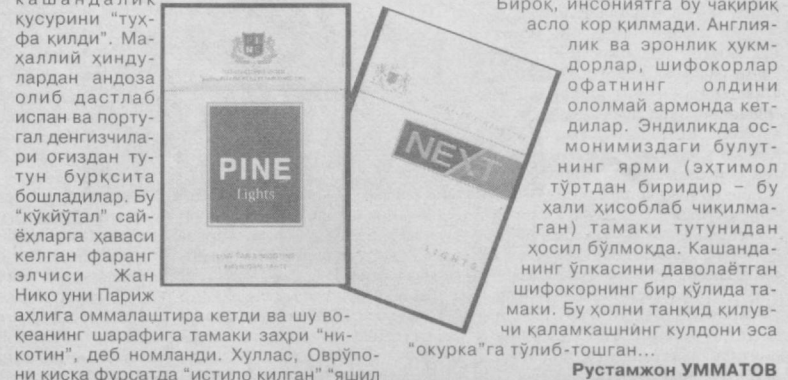 кашандалик
қусурини “туҳ-
фа қилди”. Ма-
ҳаллий ҳинду-
лардан андоза
олиб дастлаб
испан ва порту-
гал денгизчила-
ри оғиздан ту-
тун бурқсита
бошладилар. Бу
“кўкйўтал” сай-
ёҳларга ҳаваси
келган фаранг
элчиси Жан
Нико уни Париж
аҳлига оммалаштира кетди ва шу во-
қеанинг шарафига тамаки заҳри “ни-
котин”, деб номланди. Хуллас, Оврўпо-
ни қисқа фурсатда “истило қилган” “яшил
PINE
Lights
NEXT
LIGHTS
Бироқ, инсониятга бу чақириқ
асло кор қилмади. Англия-
лик ва эронлик ҳукм-
дорлар, шифокорлар
офатнинг олдини
ололмай армонда кет-
дилар. Эндиликда ос-
монимиздаги булут-
нинг ярми (эҳтимол
тўртдан биридир – бу
ҳали ҳисоблаб чиқилма-
ган) тамаки тутунидан
ҳосил бўлмоқда. Кашанда-
нинг ўпкасини даволаётган
шифокорнинг бир қўлида та-
маки. Бу ҳолни танқид қилув-
чи қаламкашнинг кулдони эса
“окурка”га тўлиб-тошган...
Рустамжон УММАТОВ